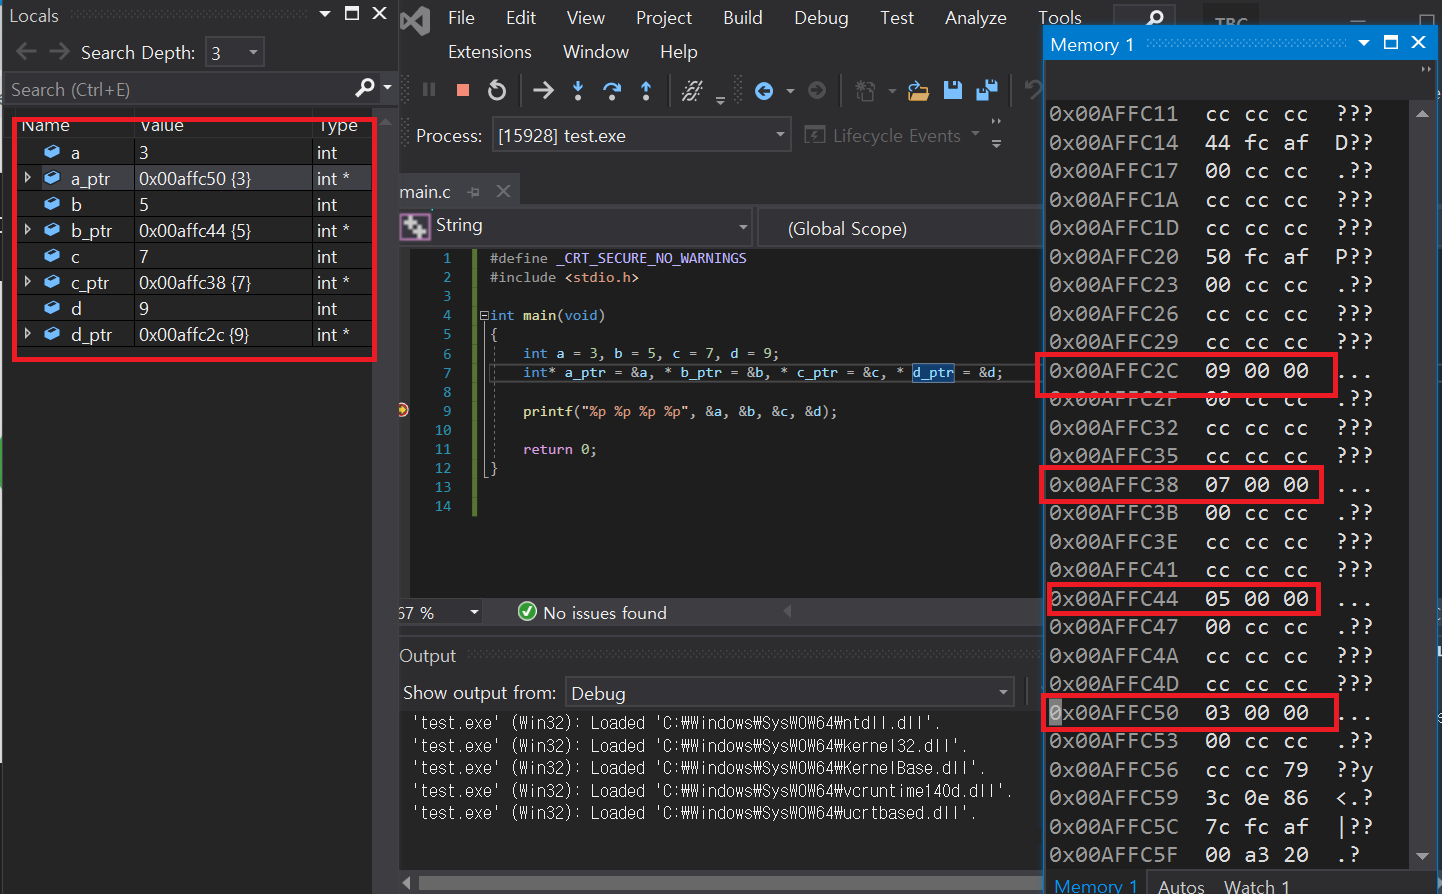 Locals
Search Depth: 3
Search (Ctrl+E)
Name Value Type
a 3 int
a_ptr 0x00affc50 {3} int *
b 5 int
b_ptr 0x00affc44 {5} int *
c 7 int
c_ptr 0x00affc38 {7} int *
d 9 int
d_ptr 0x00affc2c {9} int *
File Edit View Project Build Debug Test Analyze Tools
Extensions Window Help
Process: [15928] test.exe Lifecycle Events
main.c
String (Global Scope)
1 #define _CRT_SECURE_NO_WARNINGS
2 #include <stdio.h>
3
4 int main(void)
5 {
6 int a = 3, b = 5, c = 7, d = 9;
7 int* a_ptr = &a, * b_ptr = &b, * c_ptr = &c, * d_ptr = &d;
8
9 printf("%p %p %p %p", &a, &b, &c, &d);
10
11 return 0;
12 }
13
14
67 % No issues found
Output
Show output from: Debug
'test.exe' (Win32): Loaded 'C:₩Windows₩SysWOW64₩ntdll.dll'.
'test.exe' (Win32): Loaded 'C:₩Windows₩SysWOW64₩kernel32.dll'.
'test.exe' (Win32): Loaded 'C:₩Windows₩SysWOW64₩KernelBase.dll'.
'test.exe' (Win32): Loaded 'C:₩Windows₩SysWOW64₩vcruntime140d.dll'.
'test.exe' (Win32): Loaded 'C:₩Windows₩SysWOW64₩ucrtbased.dll'.
Memory 1
0x00AFFC11 cc cc cc ???
0x00AFFC14 44 fc af D??
0x00AFFC17 00 cc cc .??
0x00AFFC1A cc cc cc ???
0x00AFFC1D cc cc cc ???
0x00AFFC20 50 fc af P??
0x00AFFC23 00 cc cc .??
0x00AFFC26 cc cc cc ???
0x00AFFC29 cc cc cc ???
0x00AFFC2C 09 00 00 ...
0x00AFFC2F 00 cc cc .??
0x00AFFC32 cc cc cc ???
0x00AFFC35 cc cc cc ???
0x00AFFC38 07 00 00 ...
0x00AFFC3B 00 cc cc .??
0x00AFFC3E cc cc cc ???
0x00AFFC41 cc cc cc ???
0x00AFFC44 05 00 00 ...
0x00AFFC47 00 cc cc .??
0x00AFFC4A cc cc cc ???
0x00AFFC4D cc cc cc ???
0x00AFFC50 03 00 00 ...
0x00AFFC53 00 cc cc .??
0x00AFFC56 cc cc 79 ??y
0x00AFFC59 3c 0e 86 <.?
0x00AFFC5C 7c fc af |??
0x00AFFC5F 00 a3 20 .?
Memory 1 Autos Watch 1